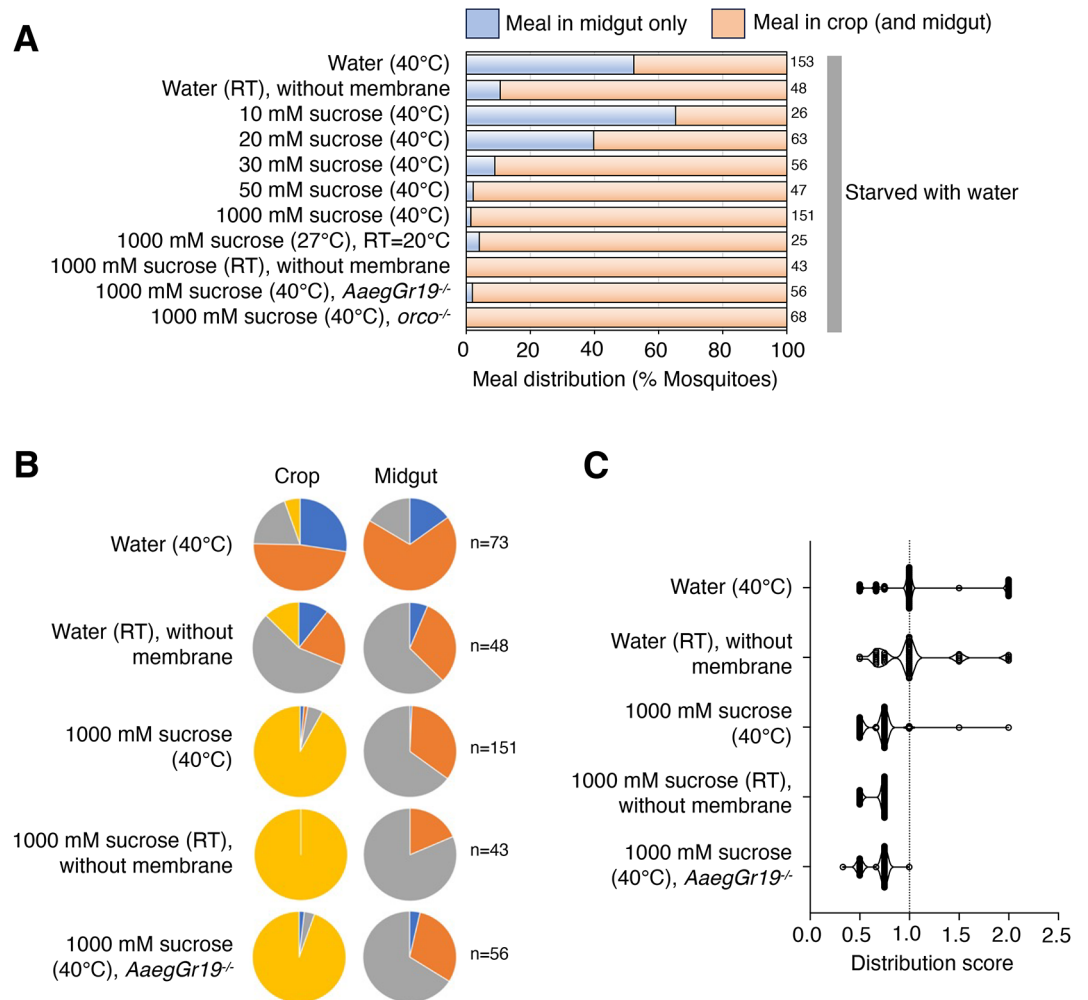 A
Meal in midgut only
Meal in crop (and midgut)
Water (40°C)
153
Water (RT), without membrane
48
10 mM sucrose (40°C)
26
20 mM sucrose (40°C)
63
30 mM sucrose (40°C)
56
50 mM sucrose (40°C)
47
1000 mM sucrose (40°C)
151
1000 mM sucrose (27°C), RT=20°C
25
1000 mM sucrose (RT), without membrane
43
1000 mM sucrose (40°C), AaegGr19-/-
56
1000 mM sucrose (40°C), orco-/-
68
Starved with water
0 20 40 60 80 100
Meal distribution (% Mosquitoes)
B
Crop Midgut
Water (40°C)
n=73
Water (RT), without
membrane
n=48
1000 mM sucrose
(40°C)
n=151
1000 mM sucrose (RT),
without membrane
n=43
1000 mM sucrose
(40°C), AaegGr19-/-
n=56
C
Water (40°C)
Water (RT), without
membrane
1000 mM sucrose
(40°C)
1000 mM sucrose (RT),
without membrane
1000 mM sucrose
(40°C), AaegGr19-/-
0.0 0.5 1.0 1.5 2.0 2.5
Distribution score